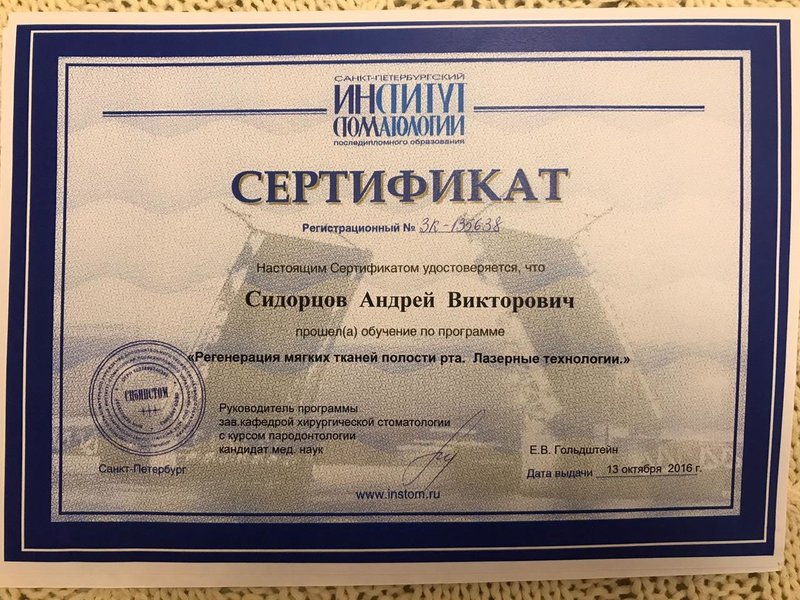 САНКТ-ПЕТЕРБУРГСКИЙ
ИНСТИТУТ
СТОМАТОЛОГИИ
последипломного образования
СЕРТИФИКАТ
Регистрационный № ЗК-135638
Настоящим Сертификатом удостоверяется, что
Сидорцов Андрей Викторович
прошел(а) обучение по программе
«Регенерация мягких тканей полости рта. Лазерные технологии.»
СПБИНСТОМ
Руководитель программы
зав.кафедрой хирургической стоматологии
с курсом пародонтологии
кандидат мед. наук
Е.В. Гольдштейн
Санкт-Петербург
Дата выдачи 13 октября 2016 г.
www.instom.ru